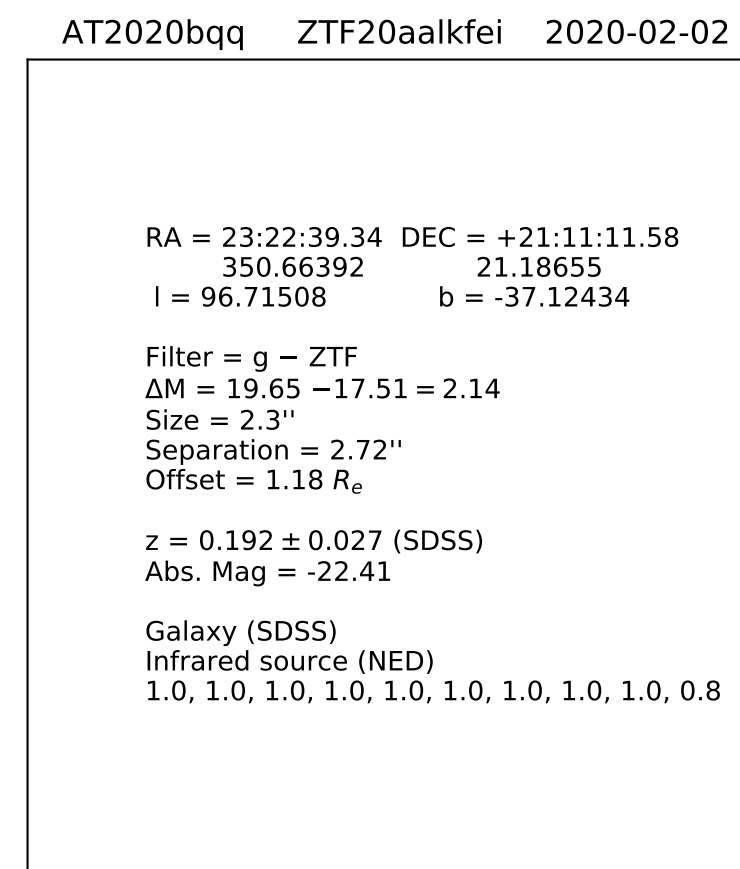 AT2020bqq ZTF20aalkfei 2020-02-02
RA = 23:22:39.34 DEC = +21:11:11.58
350.66392 21.18655
l = 96.71508 b = -37.12434
Filter = g − ZTF
ΔM = 19.65 −17.51 = 2.14
Size = 2.3''
Separation = 2.72''
Offset = 1.18 Rₑ
z = 0.192 ± 0.027 (SDSS)
Abs. Mag = -22.41
Galaxy (SDSS)
Infrared source (NED)
1.0, 1.0, 1.0, 1.0, 1.0, 1.0, 1.0, 1.0, 1.0, 0.8